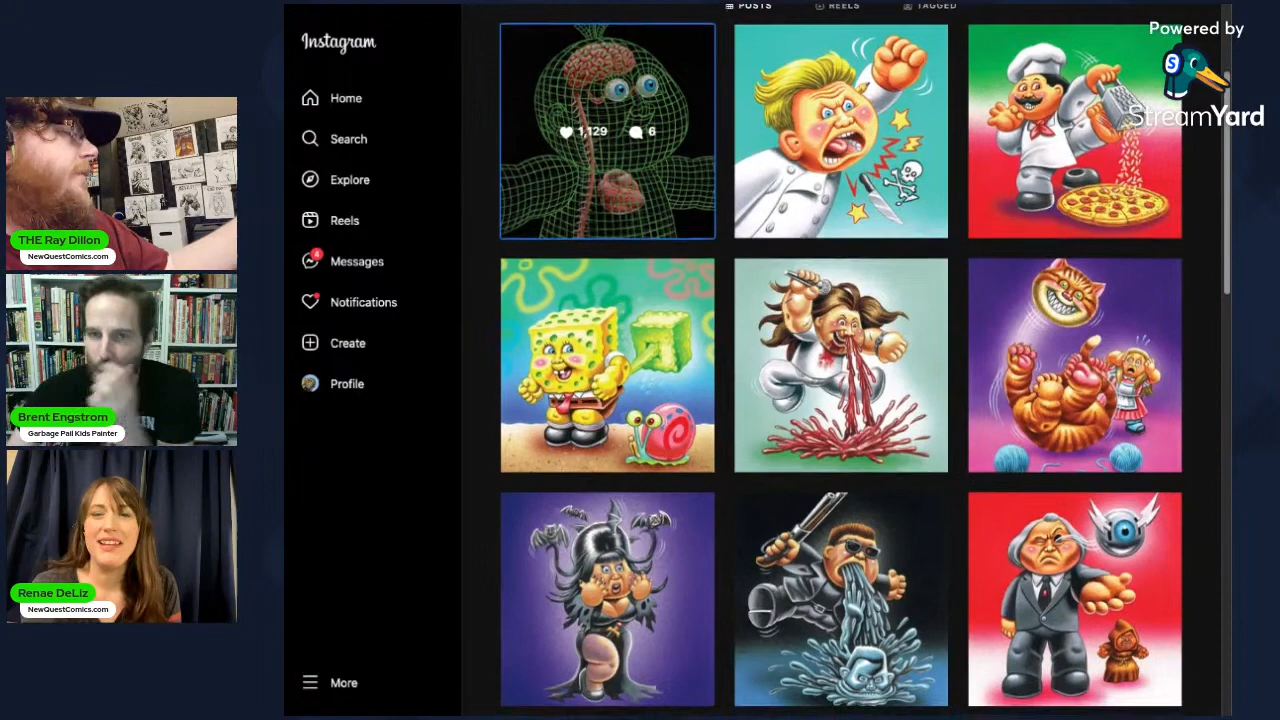 POSTS
REELS
TAGGED
Powered by
StreamYard
Instagram
Home
Search
Explore
Reels
4
Messages
Notifications
Create
Profile
More
1,129
6
THE Ray Dillon
NewQuestComics.com
Brent Engstrom
Garbage Pail Kids Painter
Renae DeLiz
NewQuestComics.com